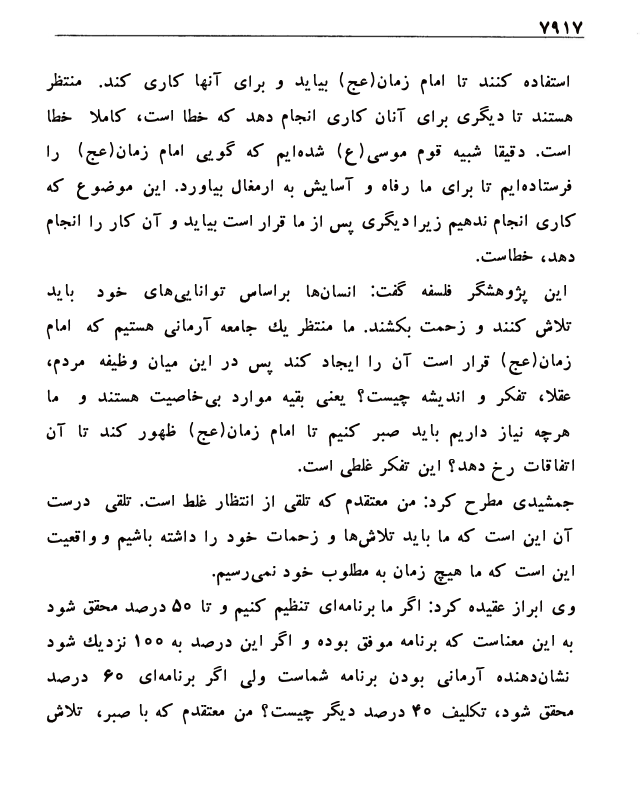 ۷۹۱۷
استفاده کنند تا امام زمان(عج) بیاید و برای آنها کاری کند. منتظر
هستند تا دیگری برای آنان کاری انجام دهد که خطا است، کاملا خطا
است. دقیقا شبیه قوم موسی(ع) شده‌ایم که گویی امام زمان(عج) را
فرستاده‌ایم تا برای ما رفاه و آسایش به ارمغال بیاورد. این موضوع که
کاری انجام ندهیم زیرا دیگری پس از ما قرار است بیاید و آن کار را انجام
دهد، خطاست.
این پژوهشگر فلسفه گفت: انسان‌ها براساس توانایی‌های خود باید
تلاش کنند و زحمت بکشند. ما منتظر یك جامعه آرمانی هستیم که امام
زمان(عج) قرار است آن را ایجاد کند پس در این میان وظیفه مردم،
عقلا، تفکر و اندیشه چیست؟ یعنی بقیه موارد بی‌خاصیت هستند و ما
هرچه نیاز داریم باید صبر کنیم تا امام زمان(عج) ظهور کند تا آن
اتفاقات رخ دهد؟ این تفکر غلطی است.
جمشیدی مطرح کرد: من معتقدم که تلقی از انتظار غلط است. تلقی درست
آن این است که ما باید تلاش‌ها و زحمات خود را داشته باشیم و واقعیت
این است که ما هیچ زمان به مطلوب خود نمی‌رسیم.
وی ابراز عقیده کرد: اگر ما برنامه‌ای تنظیم کنیم و تا ۵۰ درصد محقق شود
به این معناست که برنامه موفق بوده و اگر این درصد به ۱۰۰ نزدیك شود
نشان‌دهنده آرمانی بودن برنامه شماست ولی اگر برنامه‌ای ۶۰ درصد
محقق شود، تکلیف ۴۰ درصد دیگر چیست؟ من معتقدم که با صبر، تلاش